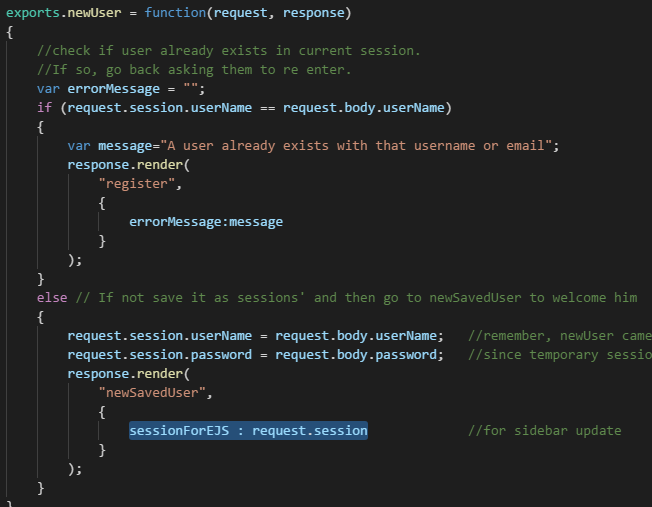 exports.newUser = function(request, response)
{
    //check if user already exists in current session.
    //If so, go back asking them to re enter.
    var errorMessage = "";
    if (request.session.userName == request.body.userName)
    {
        var message="A user already exists with that username or email";
        response.render(
            "register",
            {
                errorMessage:message
            }
        );
    }
    else // If not save it as sessions' and then go to newSavedUser to welcome him
    {
        request.session.userName = request.body.userName;   //remember, newUser came
        request.session.password = request.body.password;   //since temporary sessio
        response.render(
            "newSavedUser",
            {
                sessionForEJS : request.session             //for sidebar update
            }
        );
    }
}